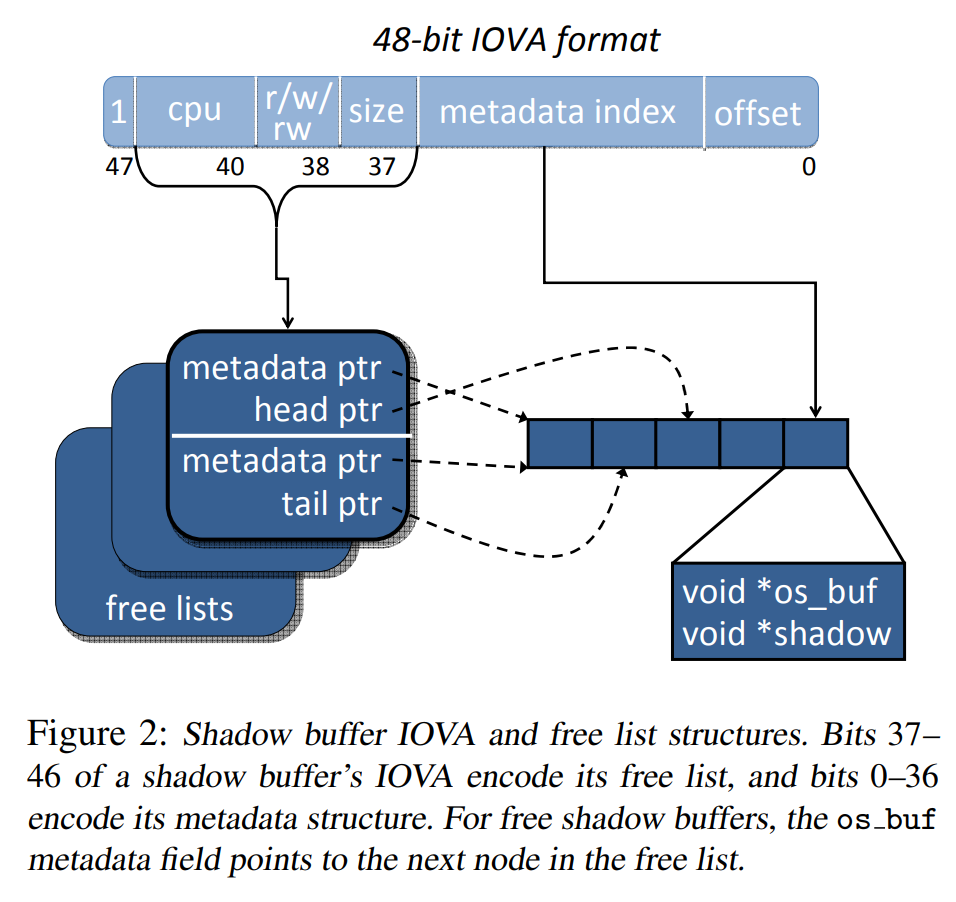 48-bit IOVA format
1 cpu r/w/ rw size metadata index offset
47 40 38 37 0
metadata ptr
head ptr
metadata ptr
tail ptr
free lists
void *os_buf
void *shadow
Figure 2: Shadow buffer IOVA and free list structures. Bits 37–
46 of a shadow buffer's IOVA encode its free list, and bits 0–36
encode its metadata structure. For free shadow buffers, the os_buf
metadata field points to the next node in the free list.